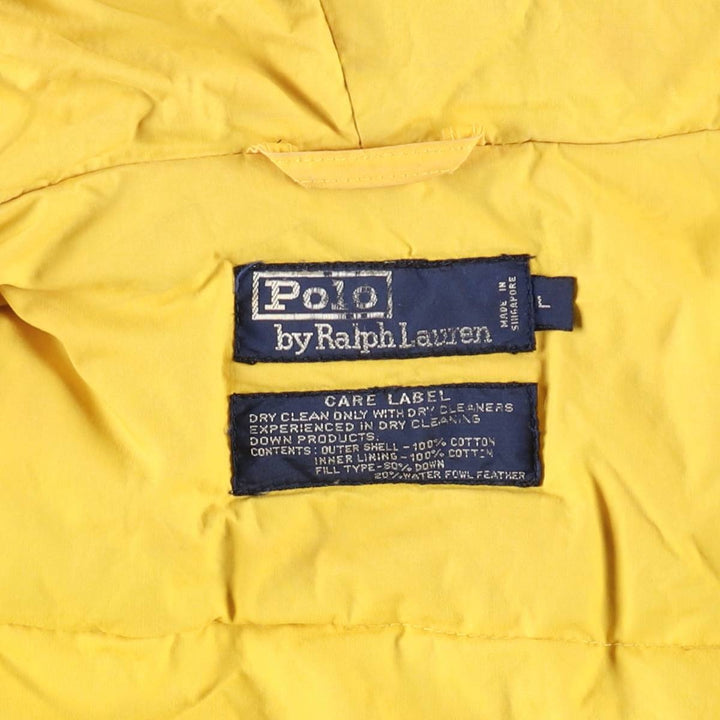 Polo
by Ralph Lauren
MADE IN
SINGAPORE
L
CARE LABEL
DRY CLEAN ONLY WITH DRY CLEANERS
EXPERIENCED IN DRY CLEANING
DOWN PRODUCTS.
CONTENTS: OUTER SHELL-100% COTTON
INNER LINING-100% COTTON
FILL TYPE-80% DOWN
20% WATER FOWL FEATHER